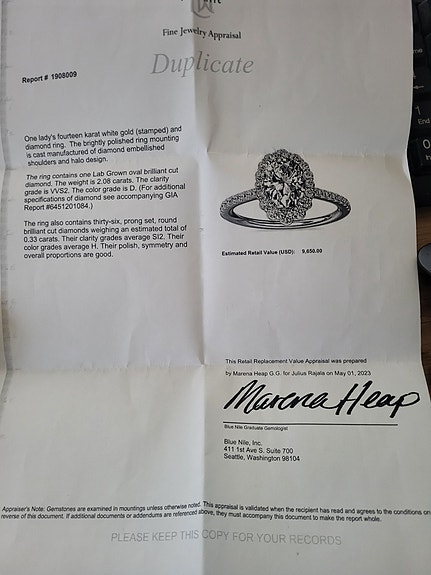 Fine Jewelry Appraisal
Duplicate
Report # 1908009
One lady's fourteen karat white gold (stamped) and
diamond ring. The brightly polished ring mounting
is cast manufactured of diamond embellished
shoulders and halo design.
The ring contains one Lab Grown oval brilliant cut
diamond. The weight is 2.08 carats. The clarity
grade is VVS2. The color grade is D. (For additional
specifications of diamond see accompanying GIA
Report #6451201084.)
The ring also contains thirty-six, prong set, round
brilliant cut diamonds weighing an estimated total of
0.33 carats. Their clarity grades average SI2. Their
color grades average H. Their polish, symmetry and
overall proportions are good.
Estimated Retail Value (USD): 9,650.00
This Retail Replacement Value Appraisal was prepared
by Marena Heap G.G. for Julius Rajala on May 01, 2023
Marena Heap
Blue Nile Graduate Gemologist
Blue Nile, Inc.
411 1st Ave S. Suite 700
Seattle, Washington 98104
Appraiser's Note: Gemstones are examined in mountings unless otherwise noted. This appraisal is validated when the recipient has read and agrees to the conditions on
reverse of this document. If additional documents or addendums are referenced above, they must accompany this document to make the report whole.
PLEASE KEEP THIS COPY FOR YOUR RECORDS
End